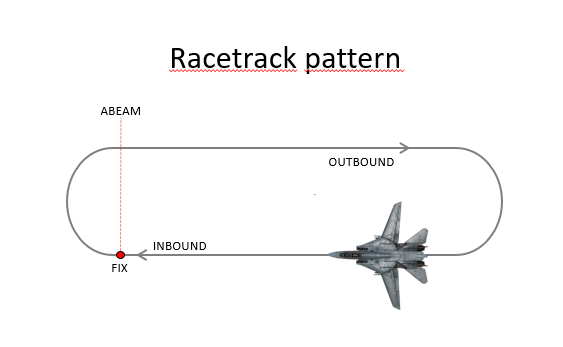 Racetrack pattern
ABEAM
OUTBOUND
INBOUND
FIX